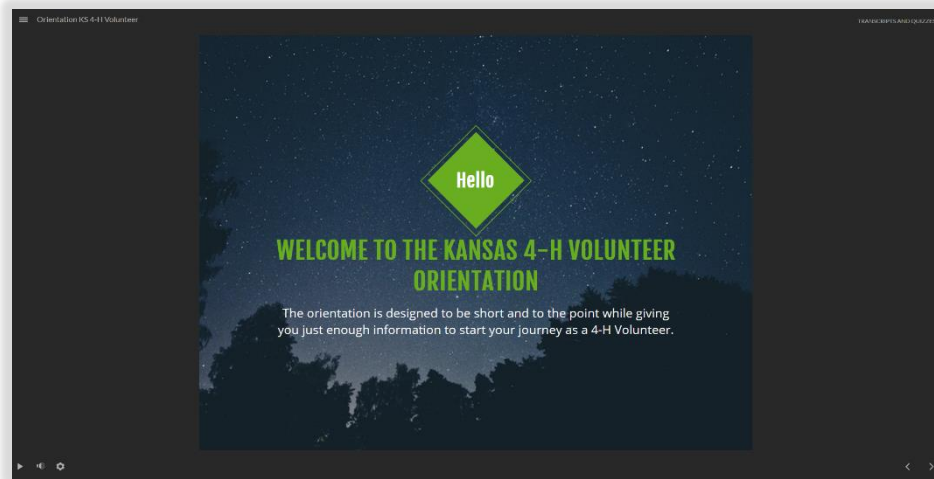 Orientation KS 4-H Volunteer
TRANSCRIPTS AND QUIZZES
Hello
WELCOME TO THE KANSAS 4-H VOLUNTEER
ORIENTATION
The orientation is designed to be short and to the point while giving
you just enough information to start your journey as a 4-H Volunteer.